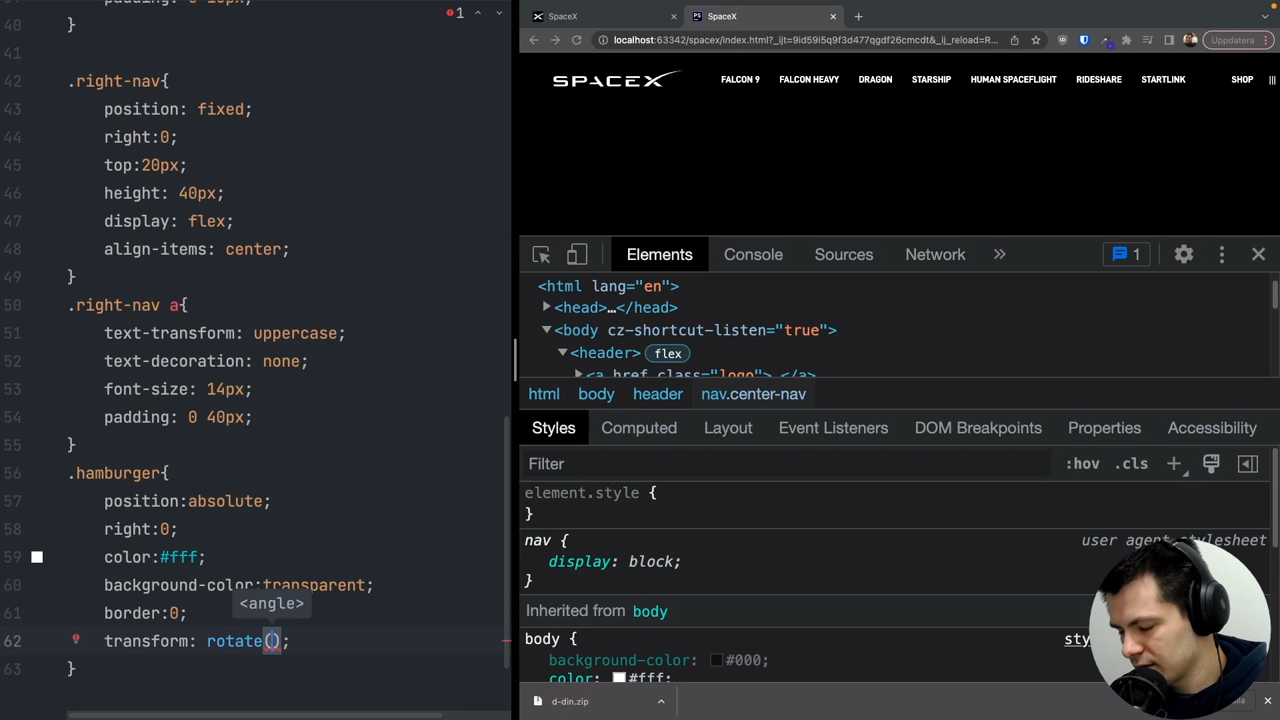 40 }
41
42 .right-nav{
43 position: fixed;
44 right:0;
45 top:20px;
46 height: 40px;
47 display: flex;
48 align-items: center;
49 }
50 .right-nav a{
51 text-transform: uppercase;
52 text-decoration: none;
53 font-size: 14px;
54 padding: 0 40px;
55 }
56 .hamburger{
57 position:absolute;
58 right:0;
59 color:#fff;
60 background-color:transparent;
<angle>
61 border:0;
62 transform: rotate();
63 }
1
SpaceX
SpaceX
localhost:63342/spacex/index.html?_ijt=9id59i5q9f3d477qgdf26cmcdt&_ij_reload=R...
Uppdatera
SPACEX FALCON 9 FALCON HEAVY DRAGON STARSHIP HUMAN SPACEFLIGHT RIDESHARE STARTLINK SHOP
Elements Console Sources Network 1
<html lang="en">
<head>…</head>
<body cz-shortcut-listen="true">
<header> flex
<a href class="logo"> </a>
html body header nav.center-nav
Styles Computed Layout Event Listeners DOM Breakpoints Properties Accessibility
Filter :hov .cls
element.style {
}
nav { user agent stylesheet
display: block;
}
Inherited from body
body { sty
background-color: #000;
color: #fff;
d-din.zip